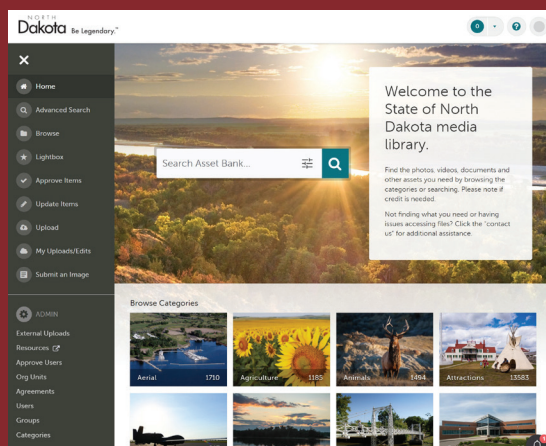 NORTH
Dakota Be Legendary.™
0
?
Home
Advanced Search
Browse
Lightbox
Approve Items
Update Items
Upload
My Uploads/Edits
Submit an Image
ADMIN
External Uploads
Resources
Approve Users
Org Units
Agreements
Users
Groups
Categories
Search Asset Bank...
Welcome to the
State of North
Dakota media
library.
Find the photos, videos, documents and
other assets you need by browsing the
categories or searching. Please note if
credit is needed.
Not finding what you need or having
issues accessing files? Click the "contact
us" for additional assistance.
Browse Categories
Aerial 1710
Agriculture 1185
Animals 1494
Attractions 13583